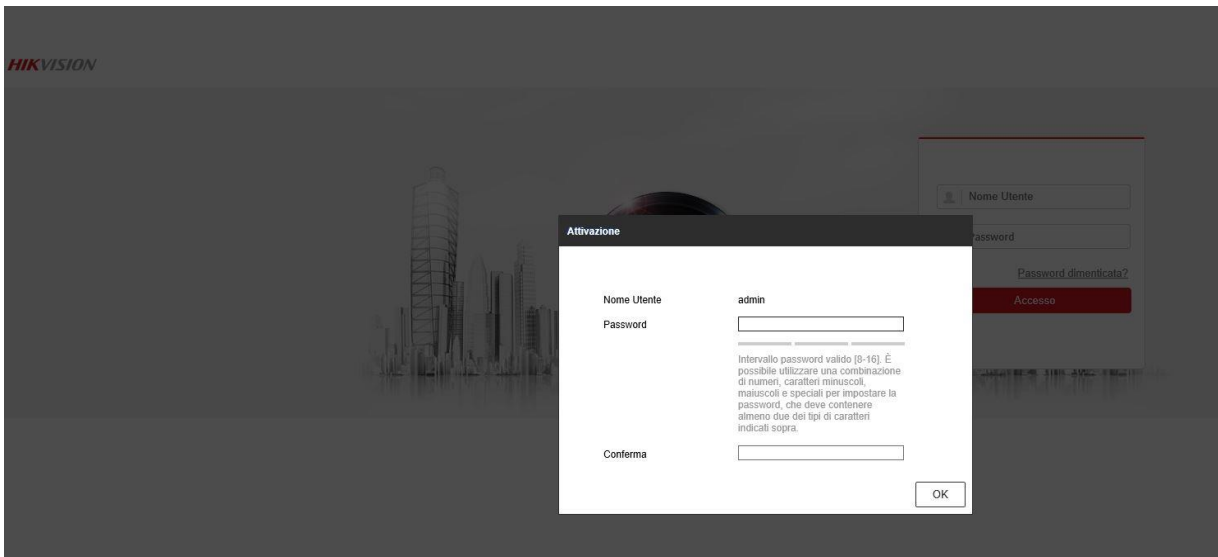 HIKVISION
Nome Utente
Password
Password dimenticata?
Accesso
Attivazione
Nome Utente admin
Password
Intervallo password valido [8-16]. È
possibile utilizzare una combinazione
di numeri, caratteri minuscoli,
maiuscoli e speciali per impostare la
password, che deve contenere
almeno due dei tipi di caratteri
indicati sopra.
Conferma
OK